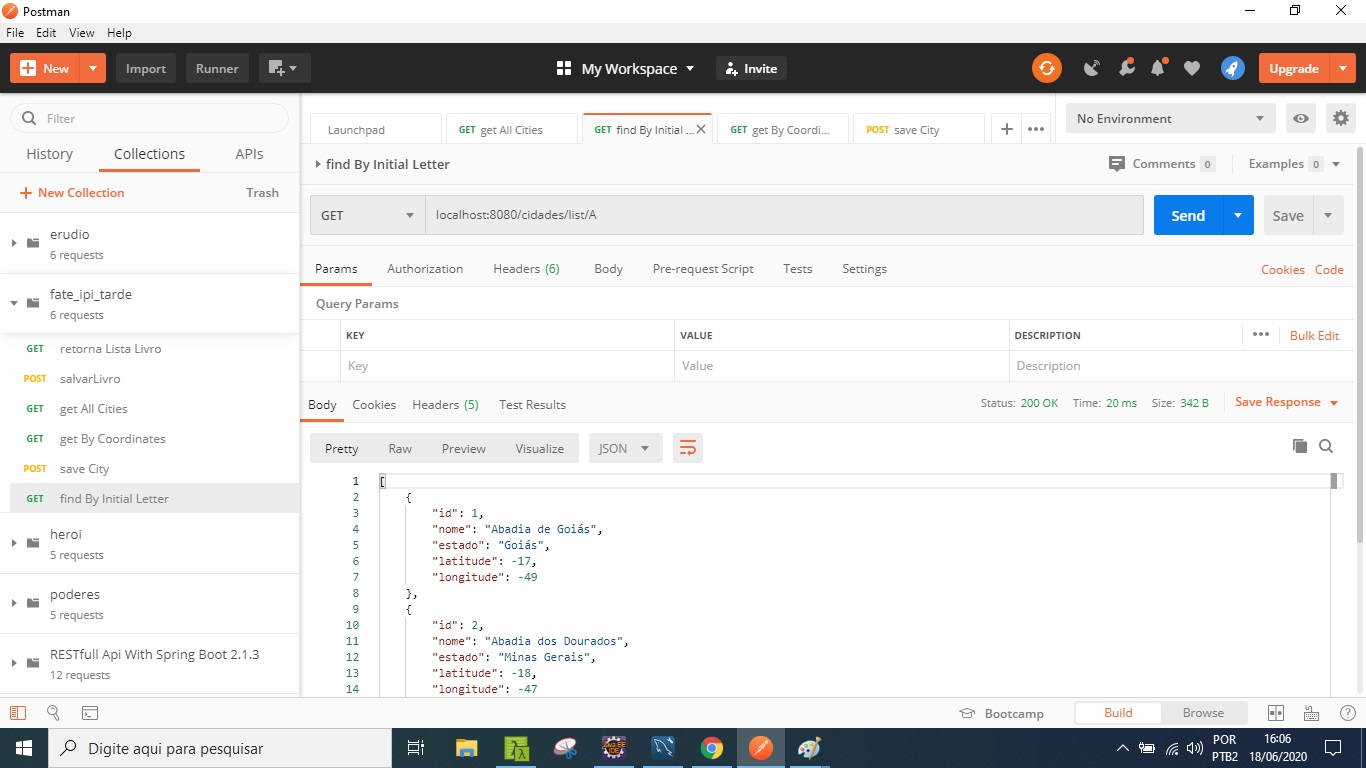 Postman
File Edit View Help
New Import Runner My Workspace Invite Upgrade
Filter
History Collections APIs
New Collection Trash
erudio
6 requests
fate_ipi_tarde
6 requests
GET retorna Lista Livro
POST salvarLivro
GET get All Cities
GET get By Coordinates
POST save City
GET find By Initial Letter
heroi
5 requests
poderes
5 requests
RESTfull Api With Spring Boot 2.1.3
12 requests
Launchpad GET get All Cities GET find By Initial ... GET get By Coordi... POST save City
No Environment
find By Initial Letter Comments 0 Examples 0
GET localhost:8080/cidades/list/A Send Save
Params Authorization Headers (6) Body Pre-request Script Tests Settings Cookies Code
Query Params
KEY VALUE DESCRIPTION Bulk Edit
Key Value Description
Body Cookies Headers (5) Test Results Status: 200 OK Time: 20 ms Size: 342 B Save Response
Pretty Raw Preview Visualize JSON
1 [
2 {
3 "id": 1,
4 "nome": "Abadia de Goiás",
5 "estado": "Goiás",
6 "latitude": -17,
7 "longitude": -49
8 },
9 {
10 "id": 2,
11 "nome": "Abadia dos Dourados",
12 "estado": "Minas Gerais",
13 "latitude": -18,
14 "longitude": -47
Bootcamp Build Browse
Digite aqui para pesquisar
POR
PTB2
16:06
18/06/2020